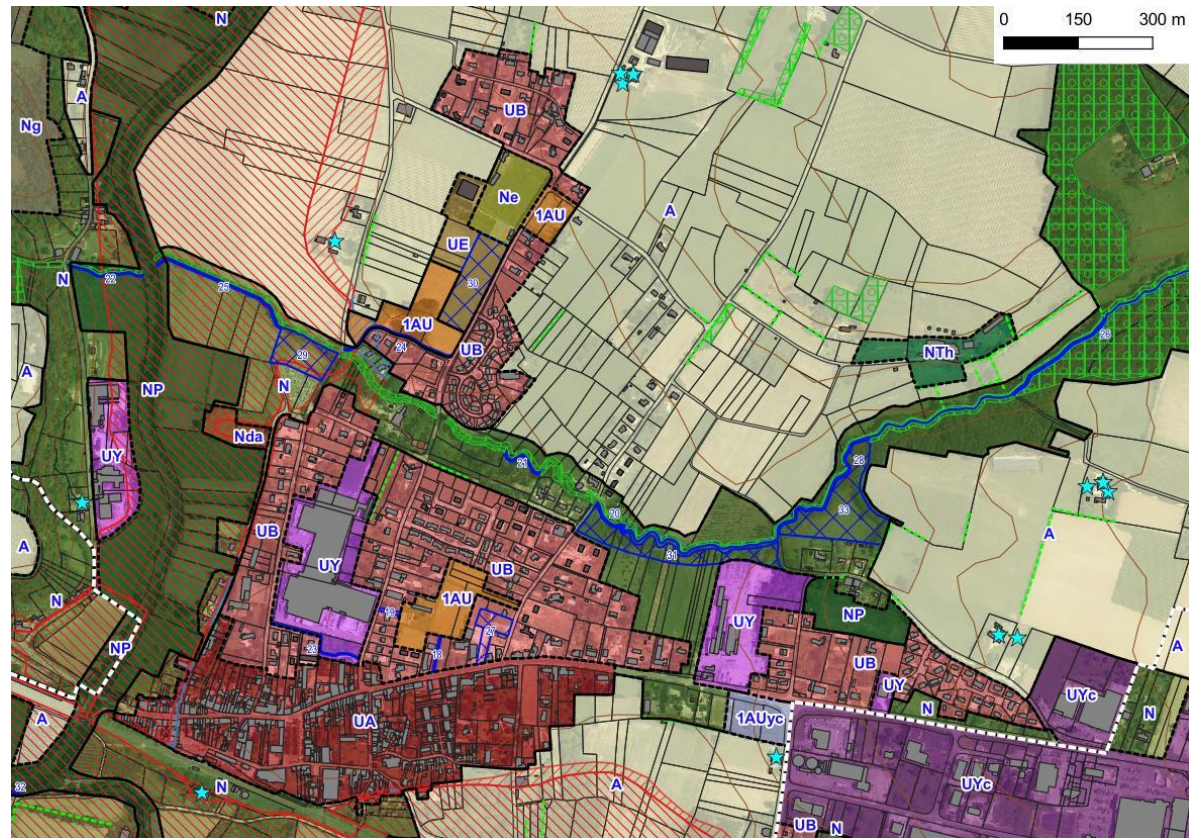 N
0 150 300 m
A
UB
Ng
Ne
1AU
A
UE
30
N
22
25
26
1AU
24
UB
NTh
29
A
NP
N
Nda
UY
28
21
33
20
A
UB
31
UY
UB
A
1AU
19
27
UY
NP
N
18
NP
23
UB
A
UY
UYc
A
UA
1AUyc
N
N
N
A
UYc
32
UB
N